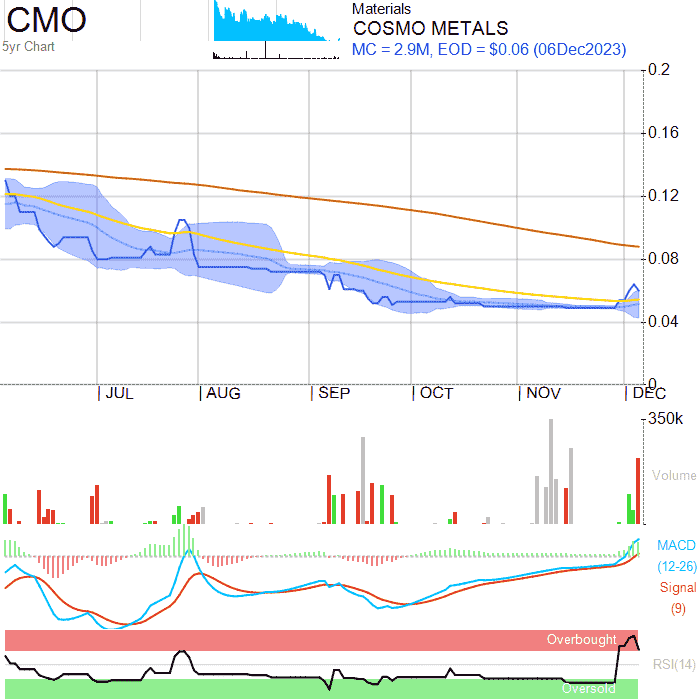 CMO
5yr Chart
Materials
COSMO METALS
MC = 2.9M, EOD = $0.06 (06Dec2023)
0.2
0.16
0.12
0.08
0.04
0
JUL AUG SEP OCT NOV DEC
350k
Volume
MACD
(12-26)
Signal
(9)
Overbought
RSI(14)
Oversold